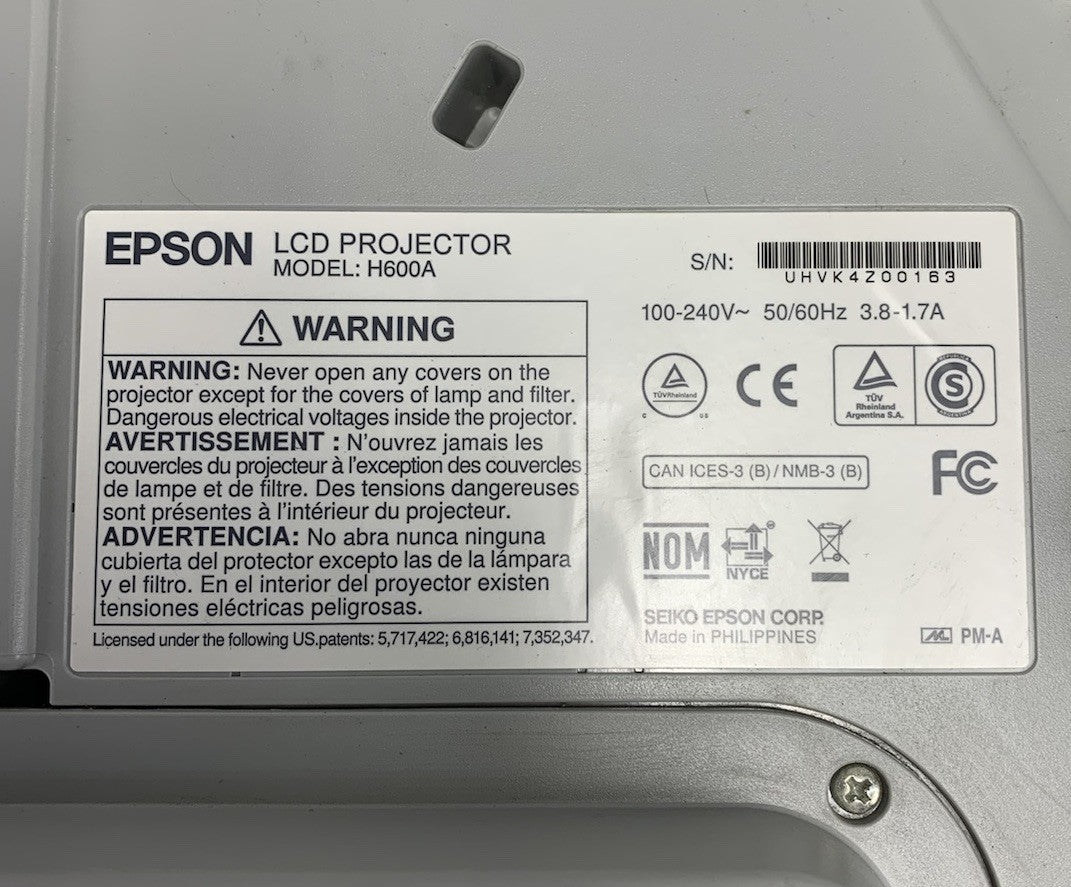 EPSON LCD PROJECTOR
MODEL: H600A
S/N:
UHVK4Z00163
100-240V~ 50/60Hz 3.8-1.7A
WARNING
WARNING: Never open any covers on the
projector except for the covers of lamp and filter.
Dangerous electrical voltages inside the projector.
AVERTISSEMENT : N'ouvrez jamais les
couvercles du projecteur à l'exception des couvercles
de lampe et de filtre. Des tensions dangereuses
sont présentes à l'intérieur du projecteur.
ADVERTENCIA: No abra nunca ninguna
cubierta del protector excepto las de la lámpara
y el filtro. En el interior del proyector existen
tensiones eléctricas peligrosas.
Licensed under the following US.patents: 5,717,422; 6,816,141; 7,352,347.
TÜVRheinland
C US
CE
TÜV
Rheinland
Argentina S.A.
S
ARGENTINA
CAN ICES-3 (B) / NMB-3 (B)
FC
NOM
NYCE
SEIKO EPSON CORP.
Made in PHILIPPINES
PM-A